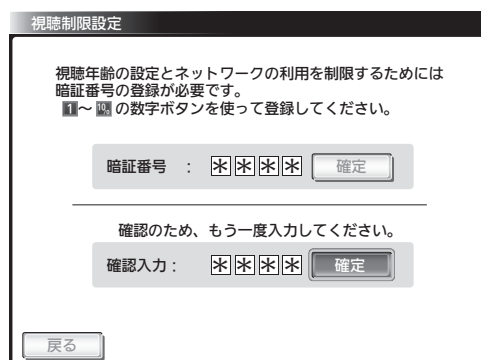 視聴制限設定
視聴年齢の設定とネットワークの利用を制限するためには
暗証番号の登録が必要です。
1～10の数字ボタンを使って登録してください。
暗証番号 : ＊＊＊＊ 確定
確認のため、もう一度入力してください。
確認入力: ＊＊＊＊ 確定
戻る